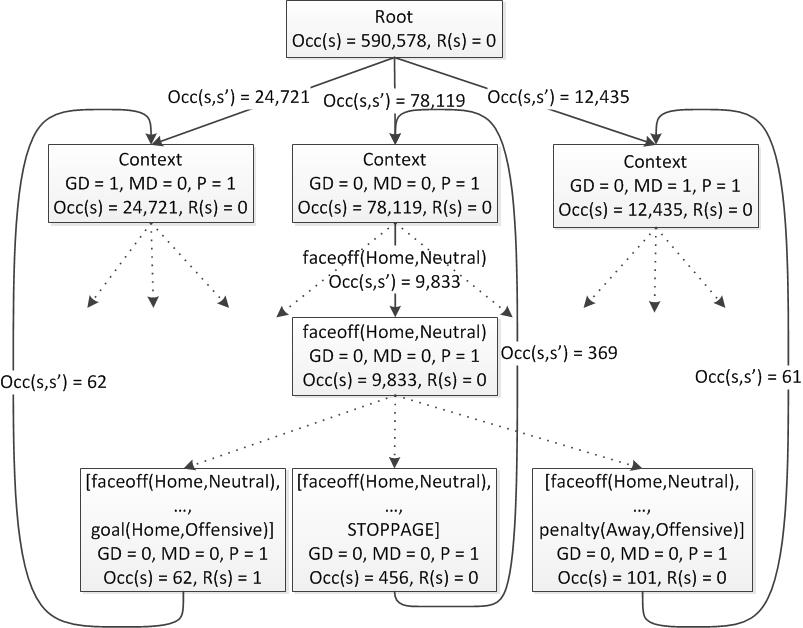 Root
Occ(s) = 590,578, R(s) = 0
Occ(s,s’) = 24,721
Occ(s,s’) = 78,119
Occ(s,s’) = 12,435
Context
GD = 1, MD = 0, P = 1
Occ(s) = 24,721, R(s) = 0
Context
GD = 0, MD = 0, P = 1
Occ(s) = 78,119, R(s) = 0
Context
GD = 0, MD = 1, P = 1
Occ(s) = 12,435, R(s) = 0
faceoff(Home,Neutral)
Occ(s,s’) = 9,833
faceoff(Home,Neutral)
GD = 0, MD = 0, P = 1
Occ(s) = 9,833, R(s) = 0
Occ(s,s’) = 62
Occ(s,s’) = 369
Occ(s,s’) = 61
[faceoff(Home,Neutral),
…,
goal(Home,Offensive)]
GD = 0, MD = 0, P = 1
Occ(s) = 62, R(s) = 1
[faceoff(Home,Neutral),
…,
STOPPAGE]
GD = 0, MD = 0, P = 1
Occ(s) = 456, R(s) = 0
[faceoff(Home,Neutral),
…,
penalty(Away,Offensive)]
GD = 0, MD = 0, P = 1
Occ(s) = 101, R(s) = 0